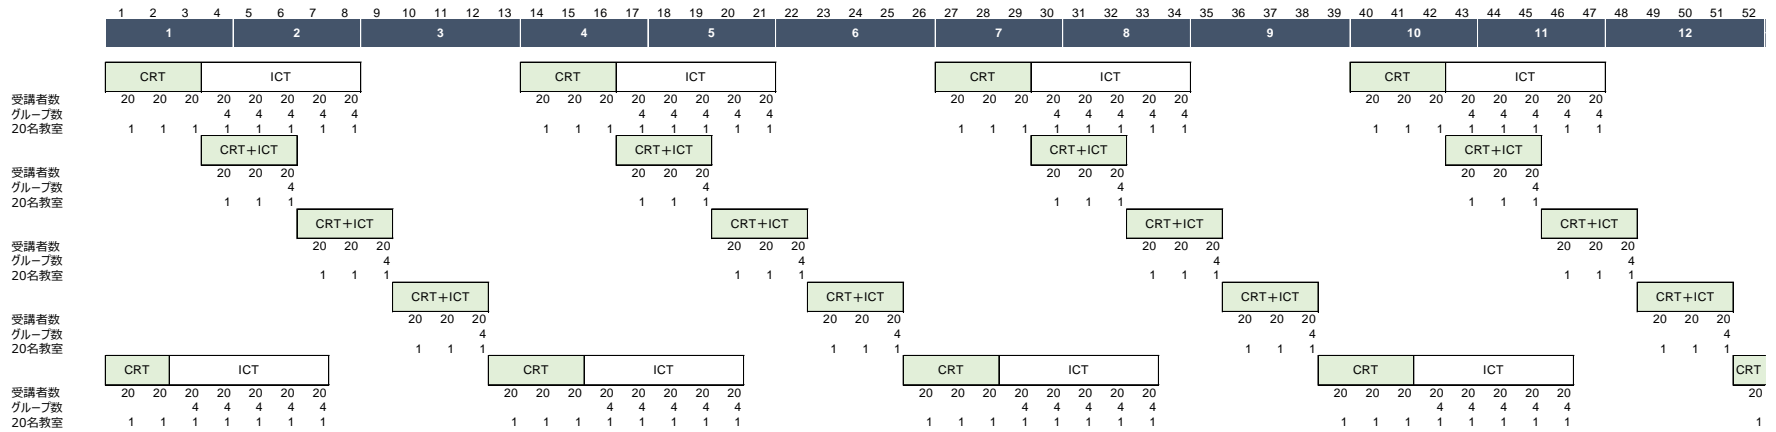 1 2 3 4 5 6 7 8 9 10 11 12 13 14 15 16 17 18 19 20 21 22 23 24 25 26 27 28 29 30 31 32 33 34 35 36 37 38 39 40 41 42 43 44 45 46 47 48 49 50 51 52
1 2 3 4 5 6 7 8 9 10 11 12
CRT ICT CRT ICT CRT ICT CRT ICT
受講者数 20 20 20 20 20 20 20 20 20 20 20 20 20 20 20 20 20 20 20 20 20 20 20 20 20 20 20 20 20 20 20 20
グループ数 4 4 4 4 4 4 4 4 4 4 4 4 4 4 4 4 4 4 4 4
20名教室 1 1 1 1 1 1 1 1 1 1 1 1 1 1 1 1 1 1 1 1 1 1 1 1 1 1 1 1 1 1 1 1
CRT+ICT CRT+ICT CRT+ICT CRT+ICT
受講者数 20 20 20 20 20 20 20 20 20 20 20 20
グループ数 4 4 4 4
20名教室 1 1 1 1 1 1 1 1 1 1 1 1
CRT+ICT CRT+ICT CRT+ICT CRT+ICT
受講者数 20 20 20 20 20 20 20 20 20 20 20 20
グループ数 4 4 4 4
20名教室 1 1 1 1 1 1 1 1 1 1 1 1
CRT+ICT CRT+ICT CRT+ICT CRT+ICT
受講者数 20 20 20 20 20 20 20 20 20 20 20 20
グループ数 4 4 4 4
20名教室 1 1 1 1 1 1 1 1 1 1 1 1
CRT ICT CRT ICT CRT ICT CRT ICT CRT
受講者数 20 20 20 20 20 20 20 20 20 20 20 20 20 20 20 20 20 20 20 20 20 20 20 20 20 20 20 20 20 20 20 20
グループ数 4 4 4 4 4 4 4 4 4 4 4 4 4 4 4 4 4 4 4 4
20名教室 1 1 1 1 1 1 1 1 1 1 1 1 1 1 1 1 1 1 1 1 1 1 1 1 1 1 1 1 1 1 1 1